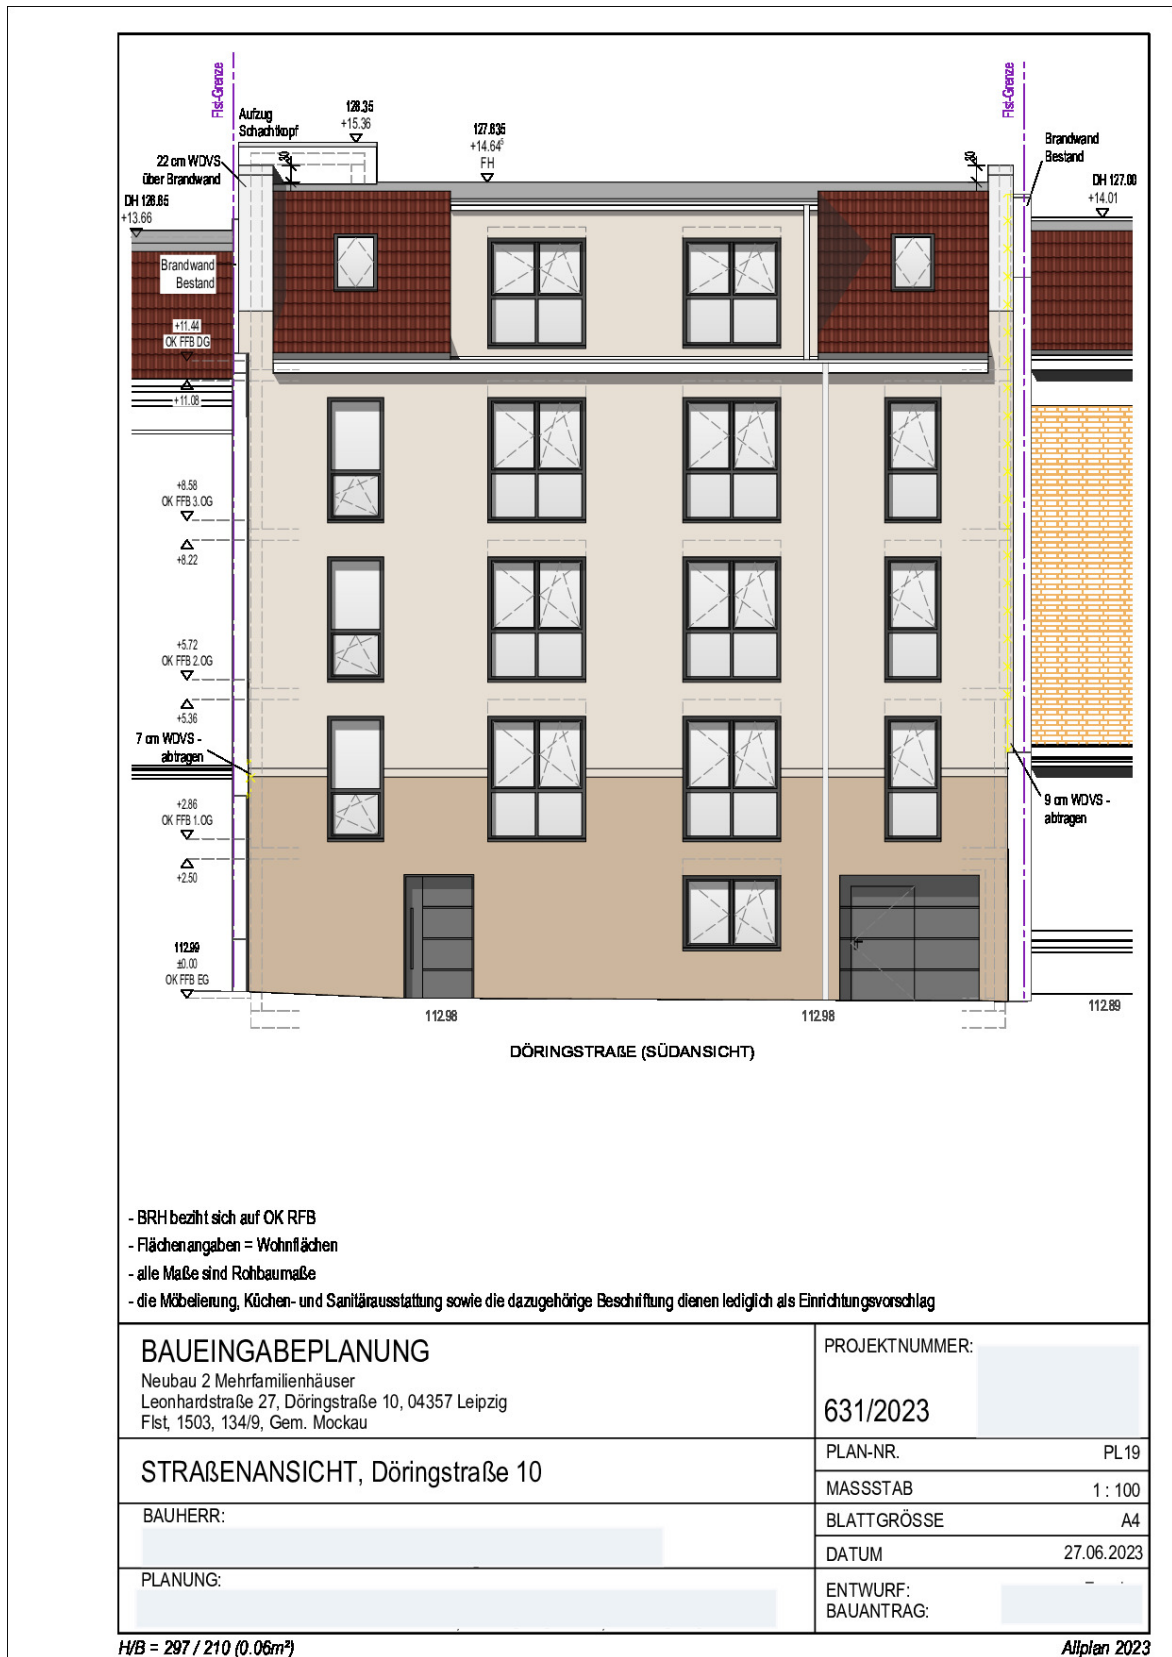 Flst-Grenze
Flst-Grenze
Aufzug
Schachtkopf
128.35
+15.36
127.635
+14.64⁵
FH
30
30
Brandwand
Bestand
22 cm WDVS
über Brandwand
DH 126.65
+13.66
DH 127.00
+14.01
Brandwand
Bestand
+11.44
OK FFB DG
+11.08
+8.58
OK FFB 3.OG
+8.22
+5.72
OK FFB 2.OG
+5.36
7 cm WDVS -
abtragen
+2.86
OK FFB 1.OG
9 cm WDVS -
abtragen
+2.50
112.99
±0.00
OK FFB EG
112.98
112.98
112.89
DÖRINGSTRAßE (SÜDANSICHT)
- BRH beziht sich auf OK RFB
- Flächenangaben = Wohnflächen
- alle Maße sind Rohbaumaße
- die Möbelierung, Küchen- und Sanitärausstattung sowie die dazugehörige Beschriftung dienen lediglich als Einrichtungsvorschlag
BAUEINGABEPLANUNG
Neubau 2 Mehrfamilienhäuser
Leonhardstraße 27, Döringstraße 10, 04357 Leipzig
Flst, 1503, 134/9, Gem. Mockau
PROJEKTNUMMER:
631/2023
STRAßENANSICHT, Döringstraße 10
PLAN-NR. PL19
MASSSTAB 1 : 100
BAUHERR:
BLATTGRÖSSE A4
DATUM 27.06.2023
PLANUNG:
ENTWURF:
BAUANTRAG:
H/B = 297 / 210 (0.06m²)
Allplan 2023